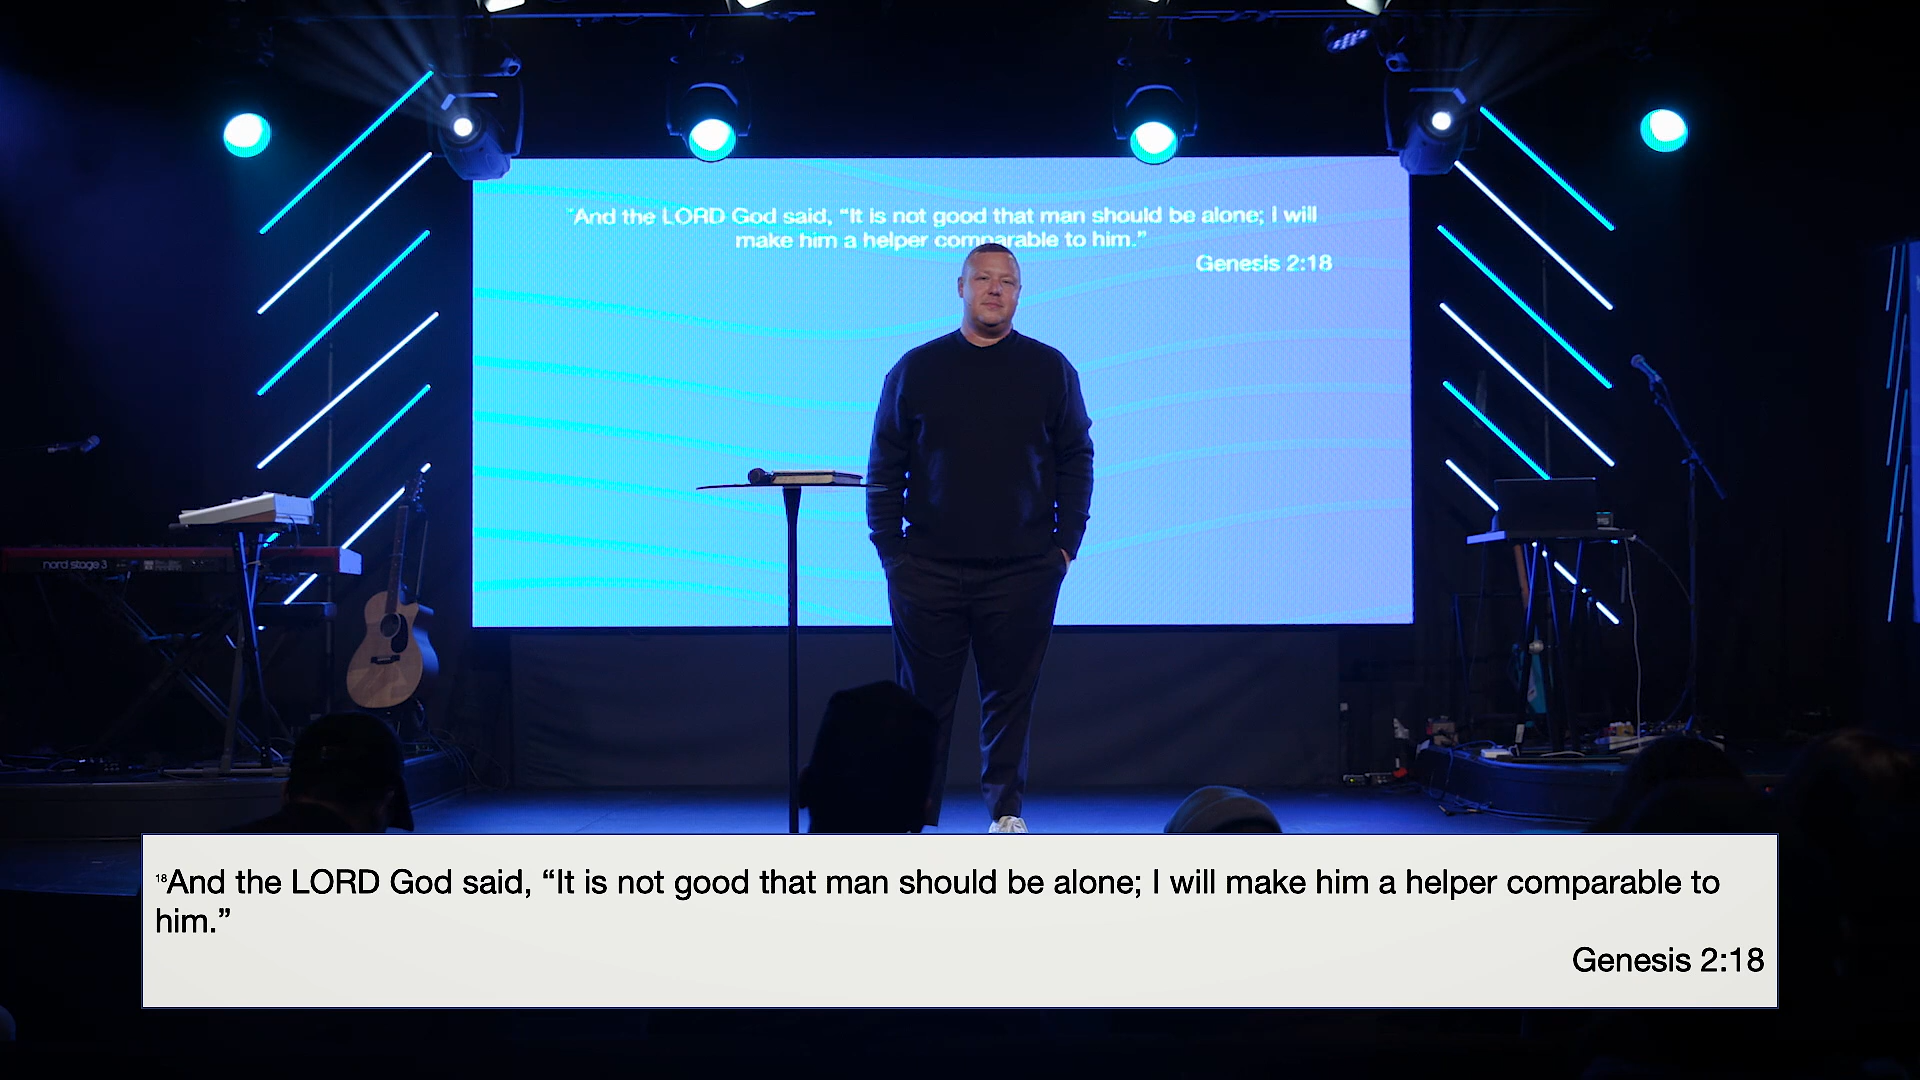 And the LORD God said, “It is not good that man should be alone; I will
make him a helper comparable to him.”
Genesis 2:18
nord stage 3
18And the LORD God said, “It is not good that man should be alone; I will make him a helper comparable to
him.”
Genesis 2:18